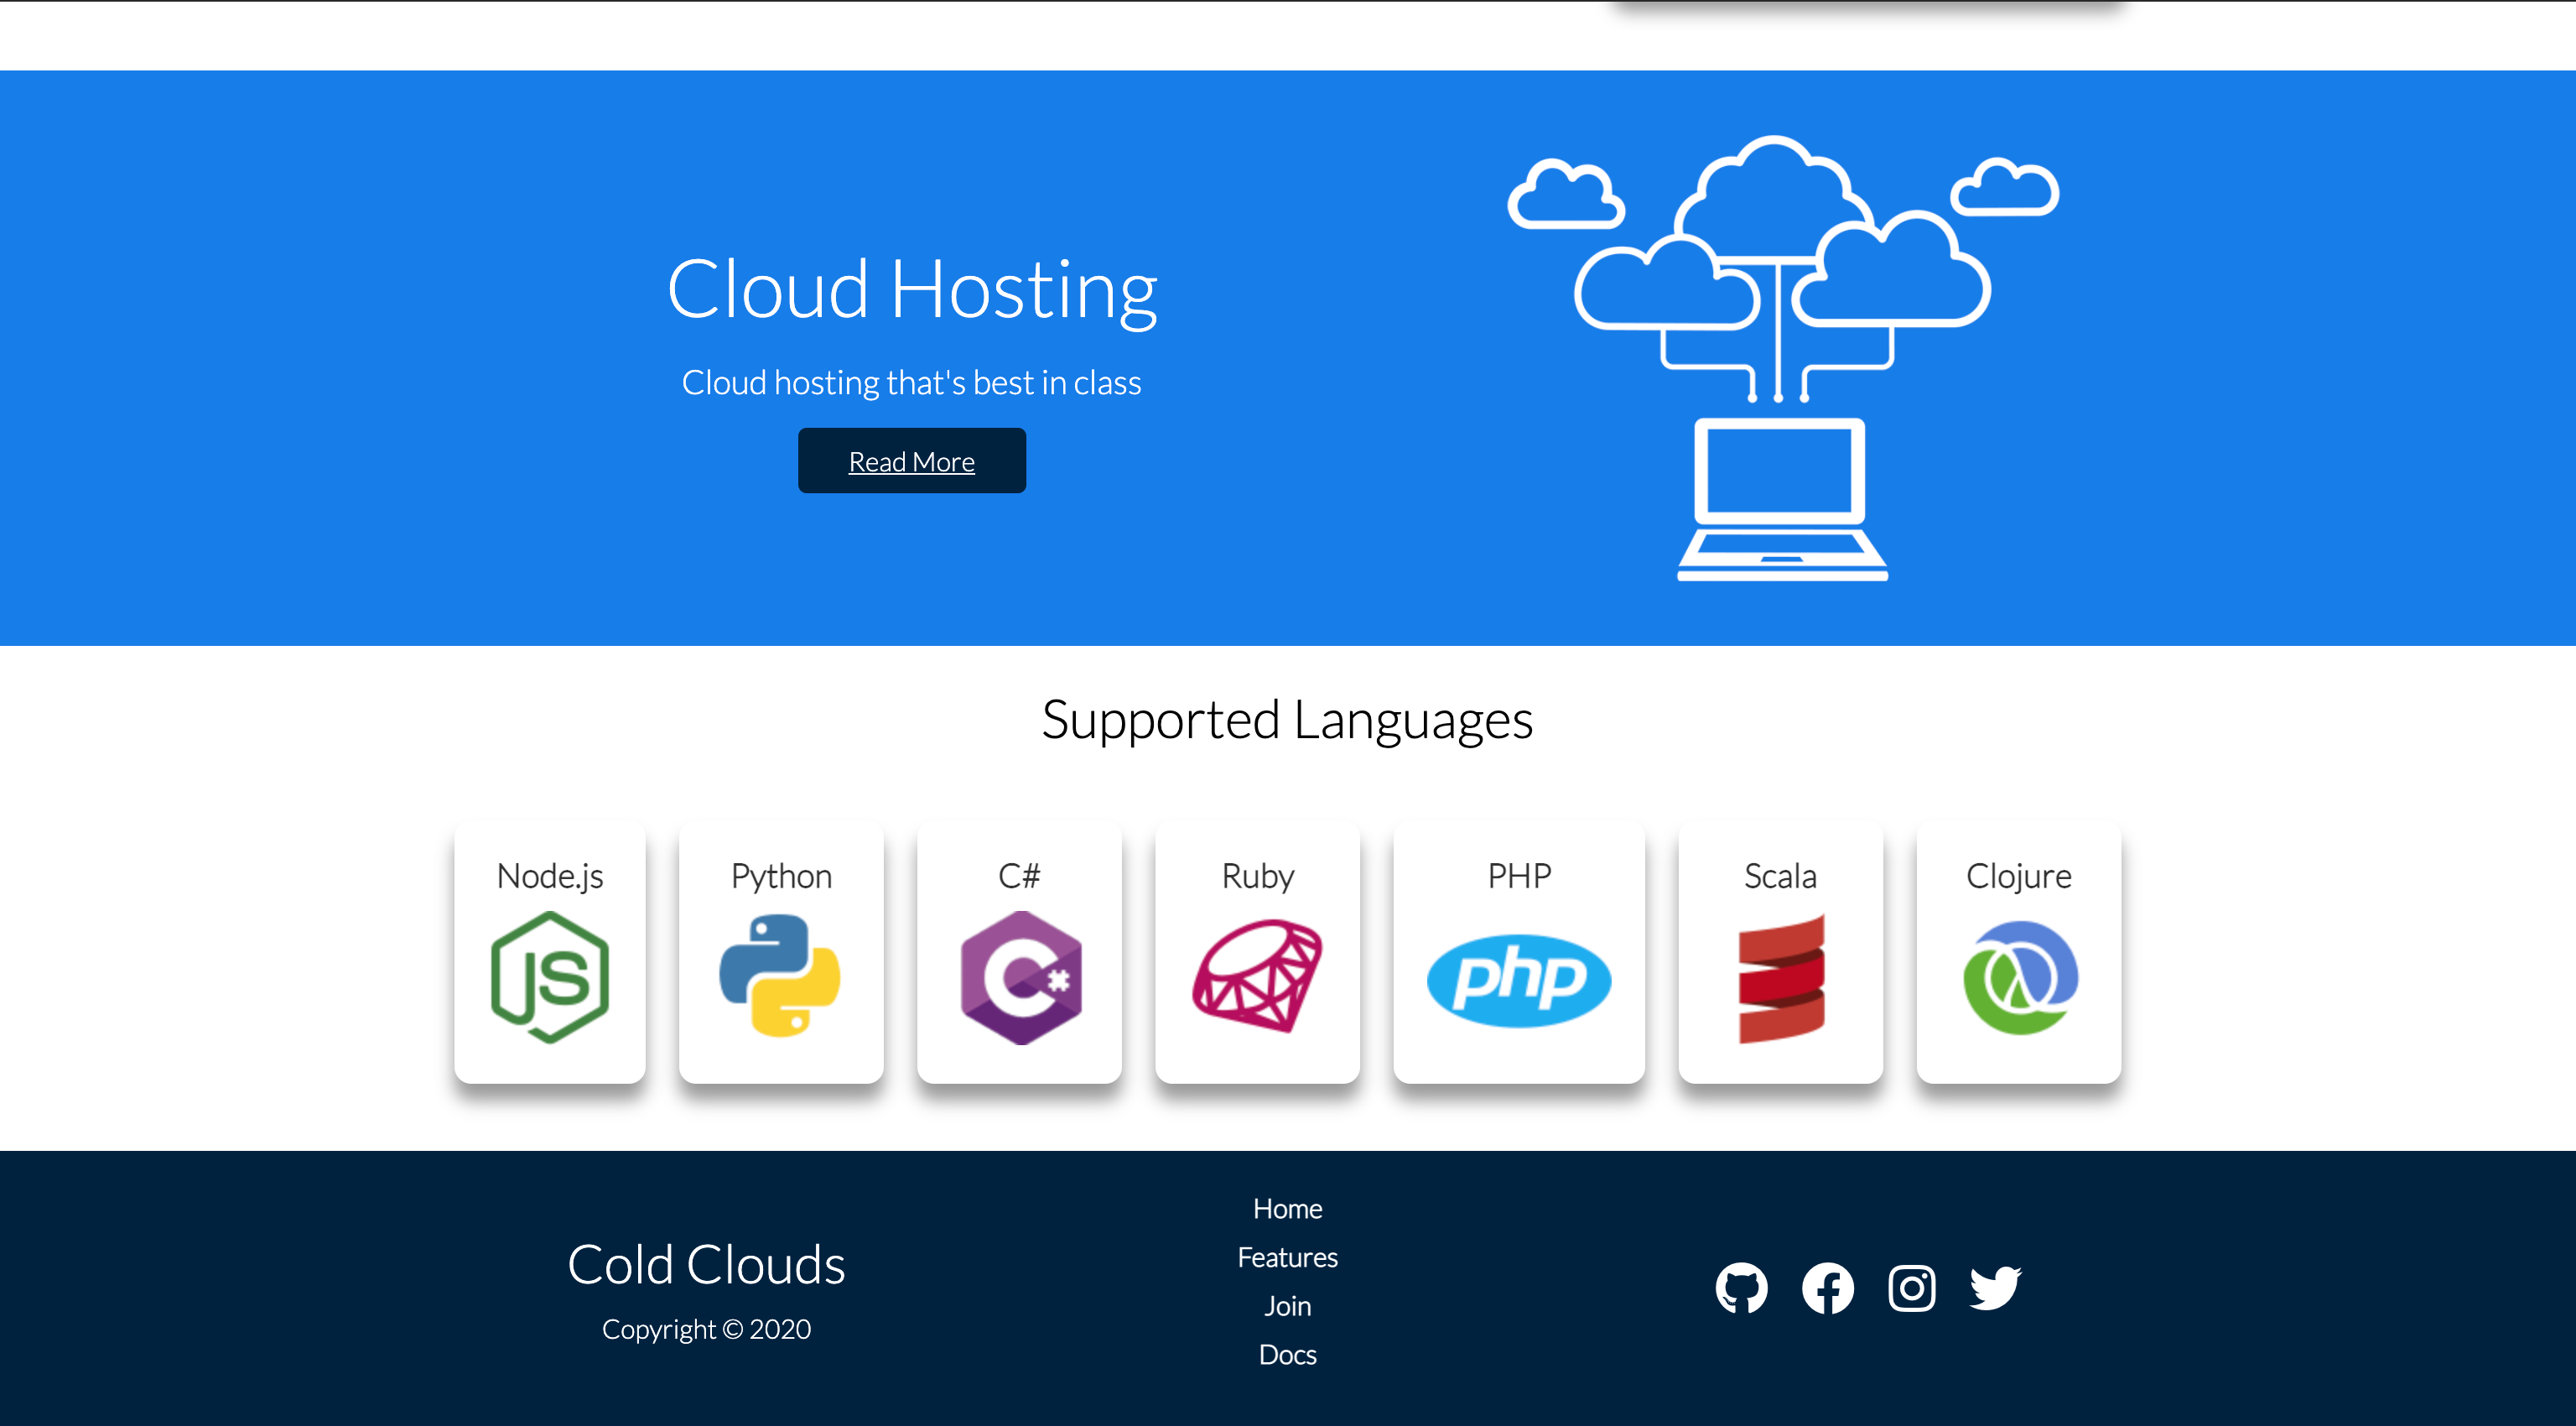 Cloud Hosting
Cloud hosting that's best in class
Read More
Supported Languages
Node.js
JS
Python
C#
C#
Ruby
PHP
php
Scala
Clojure
Cold Clouds
Copyright © 2020
Home
Features
Join
Docs